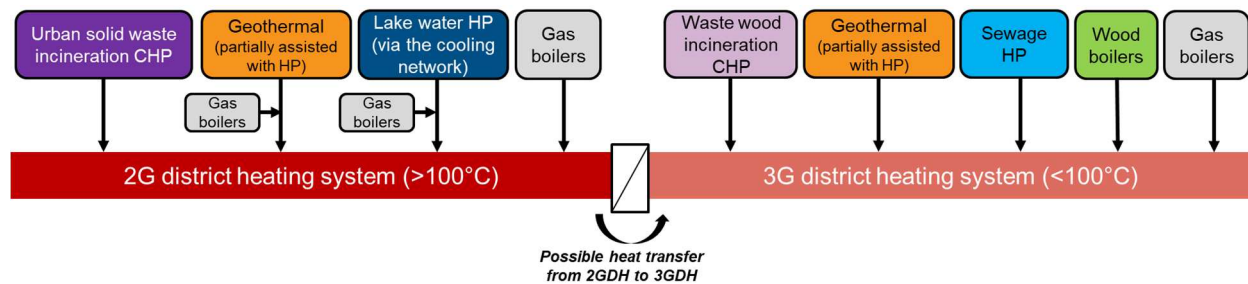 Urban solid waste
incineration CHP
Geothermal
(partially assisted
with HP)
Lake water HP
(via the cooling
network)
Gas
boilers
Waste wood
incineration
CHP
Geothermal
(partially assisted
with HP)
Sewage
HP
Wood
boilers
Gas
boilers
Gas
boilers
Gas
boilers
2G district heating system (>100°C)
3G district heating system (<100°C)
Possible heat transfer
from 2GDH to 3GDH